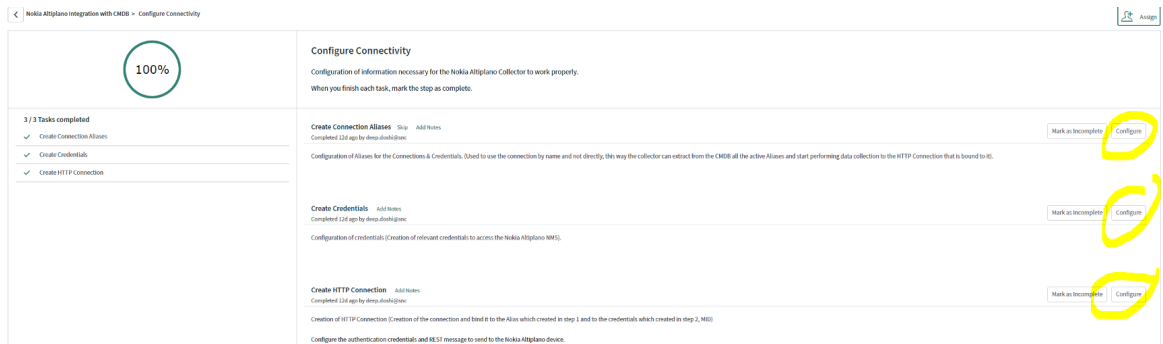 Nokia Altiplano Integration with CMDB > Configure Connectivity
Assign
100%
Configure Connectivity
Configuration of information necessary for the Nokia Altiplano Collector to work properly.
When you finish each task, mark the step as complete.
3 / 3 Tasks completed
Create Connection Aliases
Create Credentials
Create HTTP Connection
Create Connection Aliases Skip Add Notes
Completed 12d ago by deep.doshi@snc
Mark as Incomplete Configure
Configuration of Aliases for the Connections & Credentials. (Used to use the connection by name and not directly, this way the collector can extract from the CMDB all the active Aliases and start performing data collection to the HTTP Connection that is bound to it).
Create Credentials Add Notes
Completed 12d ago by deep.doshi@snc
Mark as Incomplete Configure
Configuration of credentials (Creation of relevant credentials to access the Nokia Altiplano NMS).
Create HTTP Connection Add Notes
Completed 12d ago by deep.doshi@snc
Mark as Incomplete Configure
Creation of HTTP Connection (Creation of the connection and bind it to the Alias which created in step 1 and to the credentials which created in step 2, MID)
Configure the authentication credentials and REST message to send to the Nokia Altiplano device.